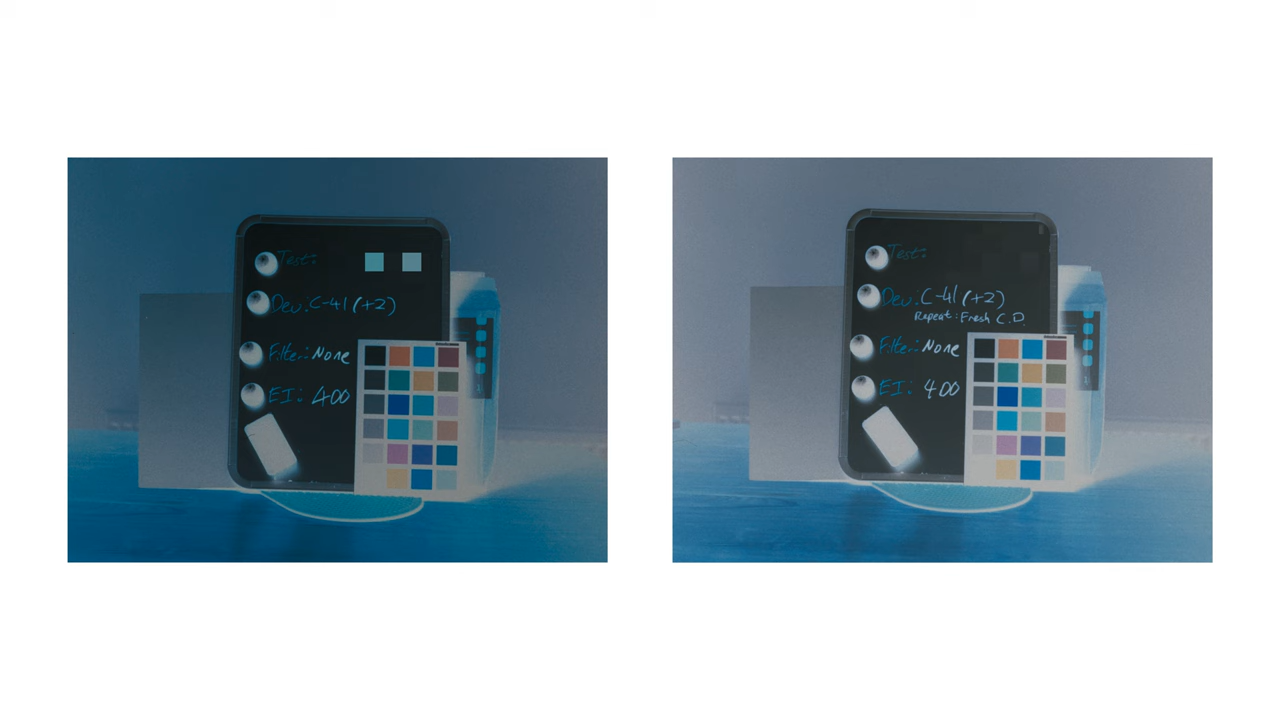 Test:
Dev: C-41 (+2)
Filter: None
EI: 400
Test:
Dev: C-41 (+2)
Repeat: Fresh C.D.
Filter: None
EI: 400